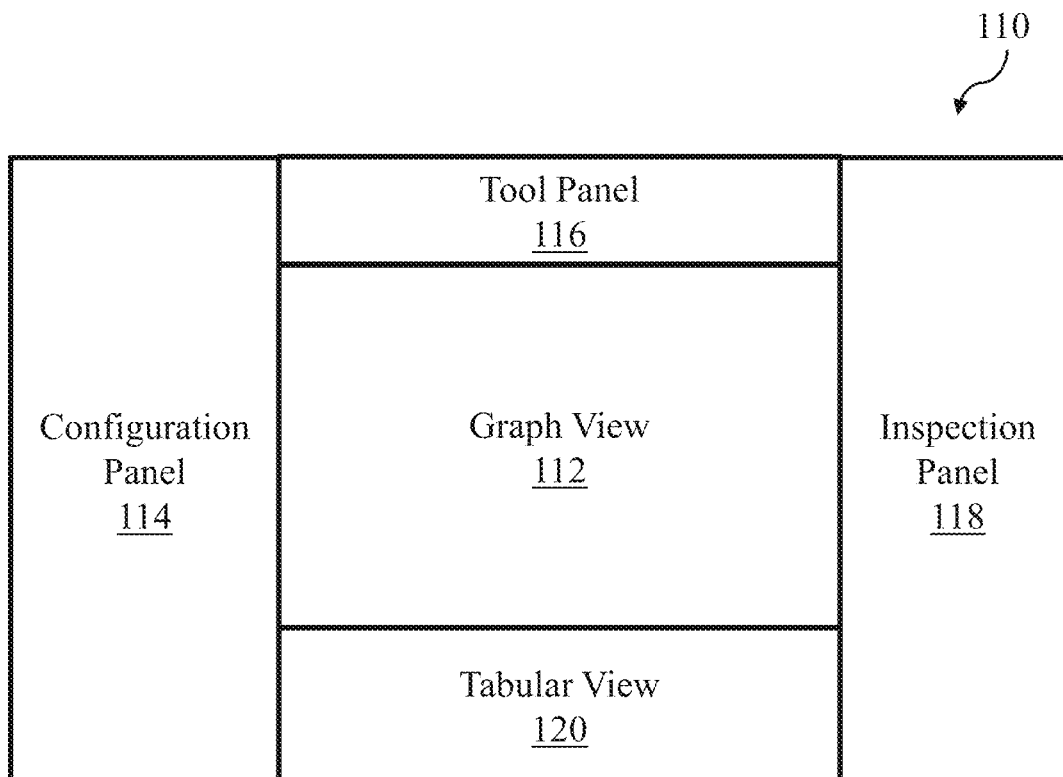 110
Tool Panel
116
Configuration
Panel
114
Graph View
112
Inspection
Panel
118
Tabular View
120